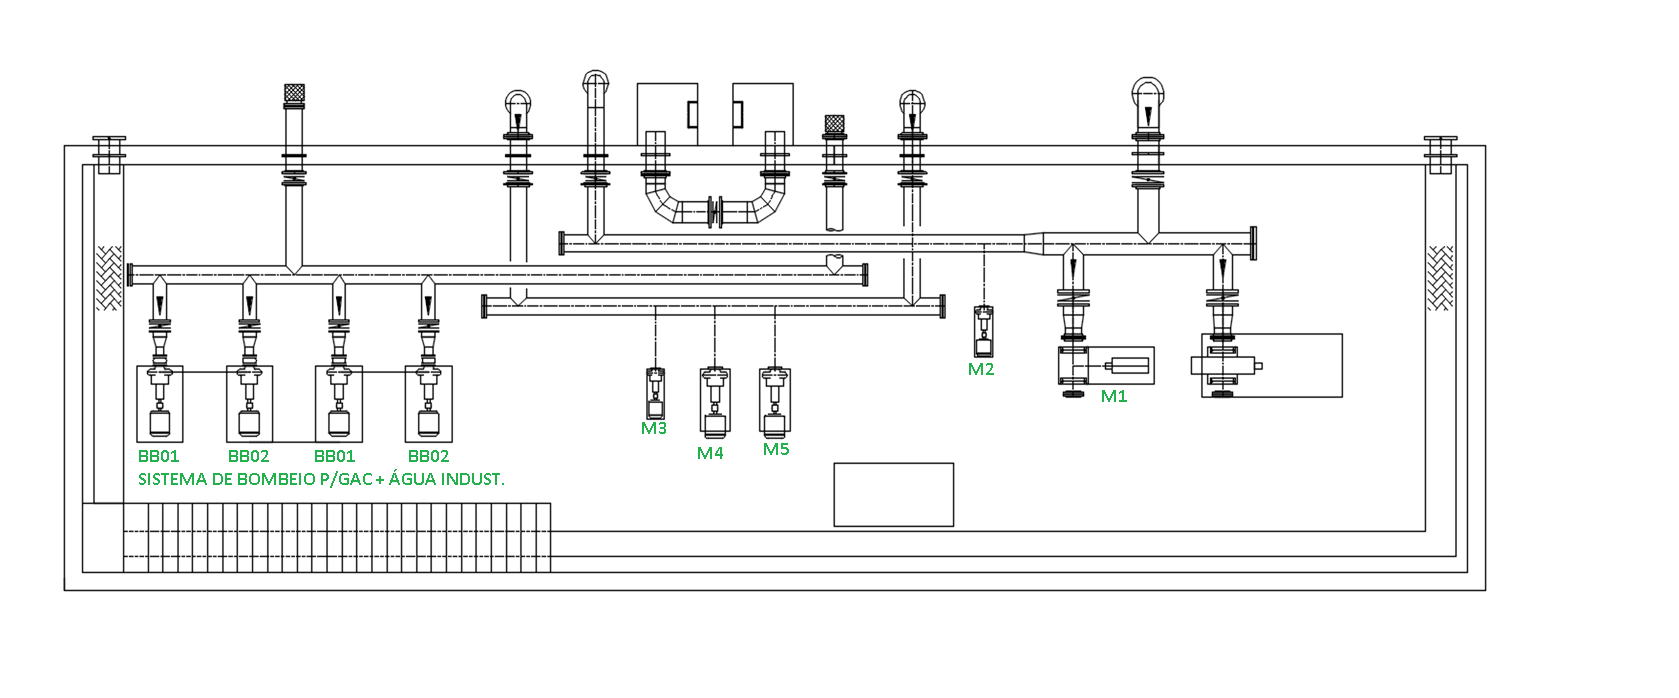 M2
M1
M3
M4
M5
BB01
BB02
BB01
BB02
SISTEMA DE BOMBEIO P/GAC + ÁGUA INDUST.